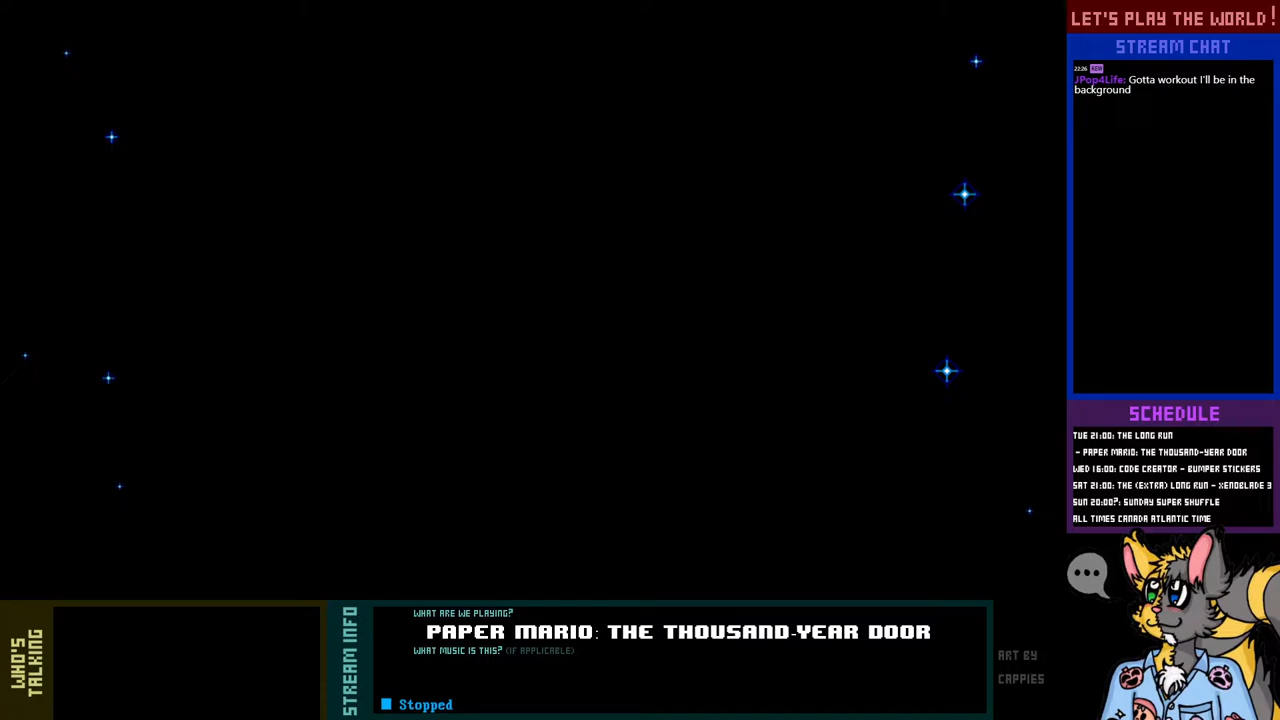 LET'S PLAY THE WORLD!
STREAM CHAT
22:26 KEW
JPop4Life: Gotta workout I'll be in the
background
SCHEDULE
TUE 21:00: THE LONG RUN
- PAPER MARIO: THE THOUSAND-YEAR DOOR
WED 16:00: CODE CREATOR - BUMPER STICKERS
SAT 21:00: THE (EXTRA) LONG RUN - XENOBLADE 3
SUN 20:00?: SUNDAY SUPER SHUFFLE
ALL TIMES CANADA ATLANTIC TIME
WHO'S
TALKING
STREAM INFO
WHAT ARE WE PLAYING?
PAPER MARIO: THE THOUSAND-YEAR DOOR
WHAT MUSIC IS THIS? (IF APPLICABLE)
Stopped
ART BY
CAPPIES